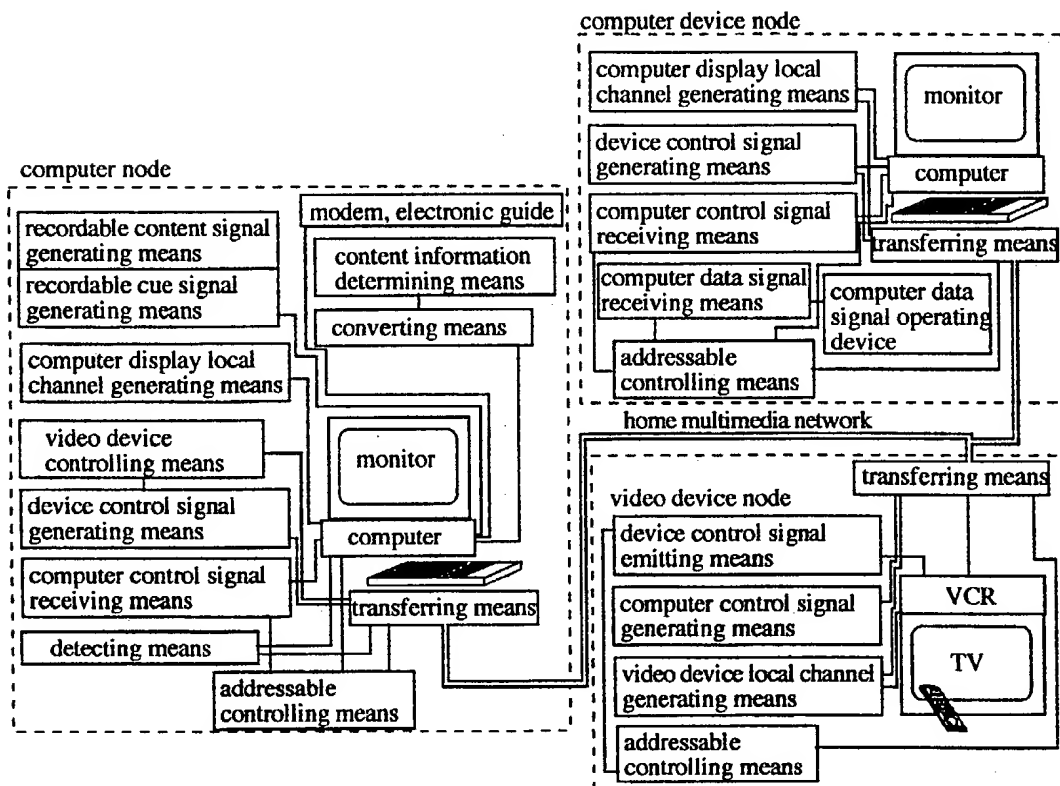 computer device node
computer display local
channel generating means
monitor
device control signal
generating means
computer
computer control signal
receiving means
transferring means
computer data signal
receiving means
computer data
signal operating
device
addressable
controlling means
computer node
modem, electronic guide
recordable content signal
generating means
content information
determining means
recordable cue signal
generating means
converting means
computer display local
channel generating means
video device
controlling means
monitor
device control signal
generating means
computer
computer control signal
receiving means
transferring means
detecting means
addressable
controlling means
home multimedia network
transferring means
video device node
device control signal
emitting means
VCR
computer control signal
generating means
TV
video device local channel
generating means
addressable
controlling means